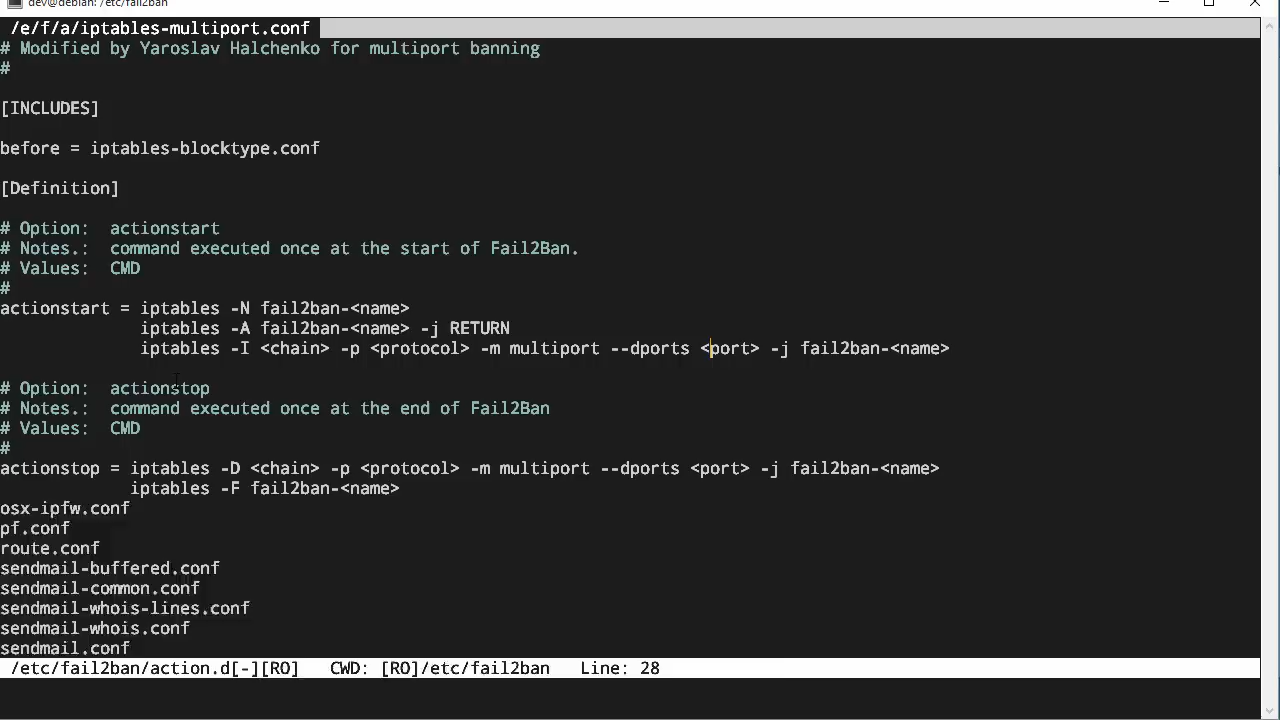 dev@debian: /etc/fail2ban
/e/f/a/iptables-multiport.conf
# Modified by Yaroslav Halchenko for multiport banning
#
[INCLUDES]
before = iptables-blocktype.conf
[Definition]
# Option:  actionstart
# Notes.:  command executed once at the start of Fail2Ban.
# Values:  CMD
#
actionstart = iptables -N fail2ban-<name>
iptables -A fail2ban-<name> -j RETURN
iptables -I <chain> -p <protocol> -m multiport --dports <port> -j fail2ban-<name>
# Option:  actionstop
# Notes.:  command executed once at the end of Fail2Ban
# Values:  CMD
#
actionstop = iptables -D <chain> -p <protocol> -m multiport --dports <port> -j fail2ban-<name>
iptables -F fail2ban-<name>
osx-ipfw.conf
pf.conf
route.conf
sendmail-buffered.conf
sendmail-common.conf
sendmail-whois-lines.conf
sendmail-whois.conf
sendmail.conf
/etc/fail2ban/action.d[-][RO]   CWD: [RO]/etc/fail2ban   Line: 28